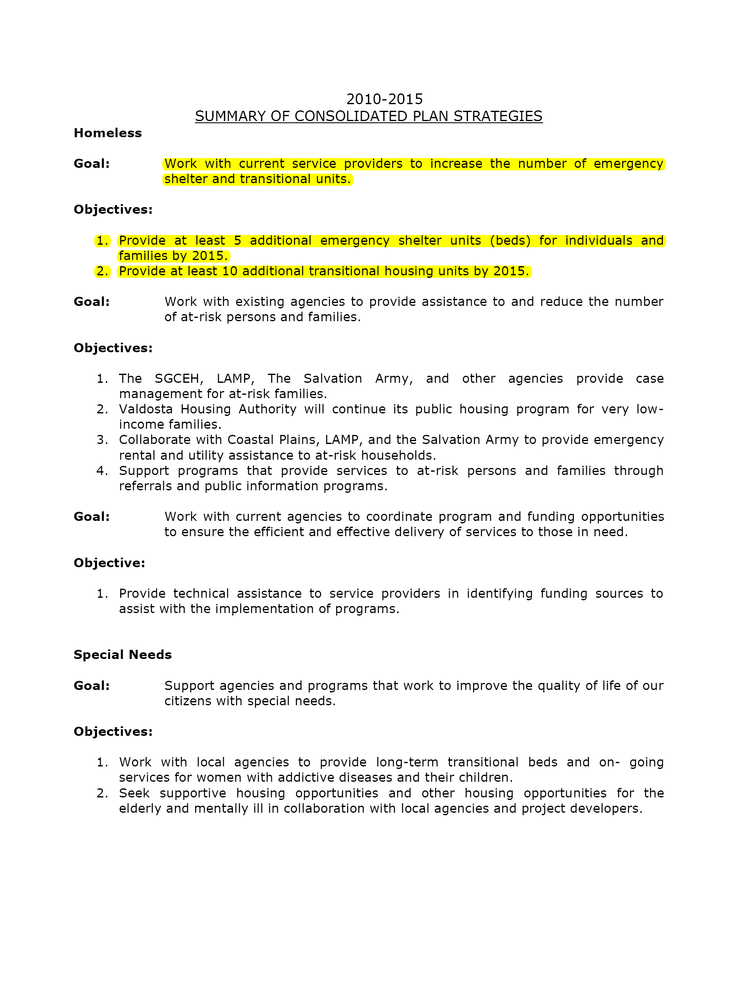 2010-2015
SUMMARY OF CONSOLIDATED PLAN STRATEGIES
Homeless
Goal: Work with current service providers to increase the number of emergency
shelter and transitional units.
Objectives:
1. Provide at least 5 additional emergency shelter units (beds) for individuals and
families by 2015.
2. Provide at least 10 additional transitional housing units by 2015.
Goal: Work with existing agencies to provide assistance to and reduce the number
of at-risk persons and families.
Objectives:
1. The SGCEH, LAMP, The Salvation Army, and other agencies provide case
management for at-risk families.
2. Valdosta Housing Authority will continue its public housing program for very low-
income families.
3. Collaborate with Coastal Plains, LAMP, and the Salvation Army to provide emergency
rental and utility assistance to at-risk households.
4. Support programs that provide services to at-risk persons and families through
referrals and public information programs.
Goal: Work with current agencies to coordinate program and funding opportunities
to ensure the efficient and effective delivery of services to those in need.
Objective:
1. Provide technical assistance to service providers in identifying funding sources to
assist with the implementation of programs.
Special Needs
Goal: Support agencies and programs that work to improve the quality of life of our
citizens with special needs.
Objectives:
1. Work with local agencies to provide long-term transitional beds and on- going
services for women with addictive diseases and their children.
2. Seek supportive housing opportunities and other housing opportunities for the
elderly and mentally ill in collaboration with local agencies and project developers.